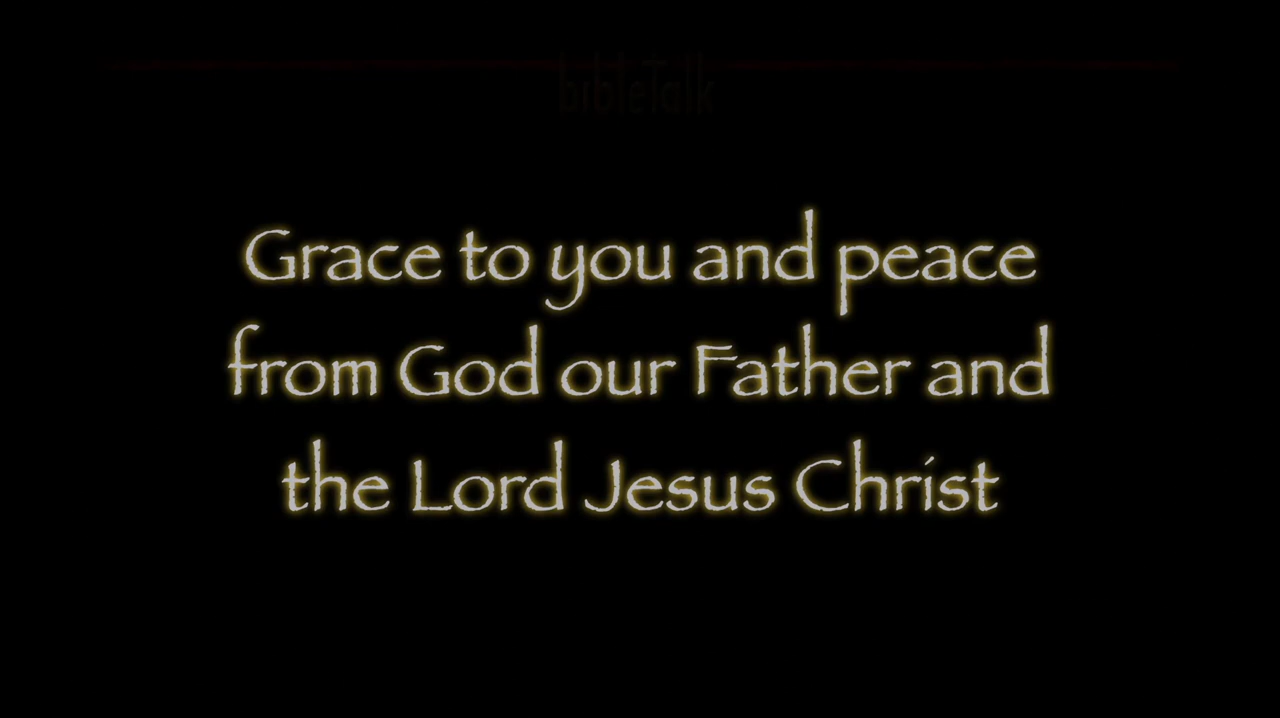 bibleTalk
Grace to you and peace
from God our Father and
the Lord Jesus Christ